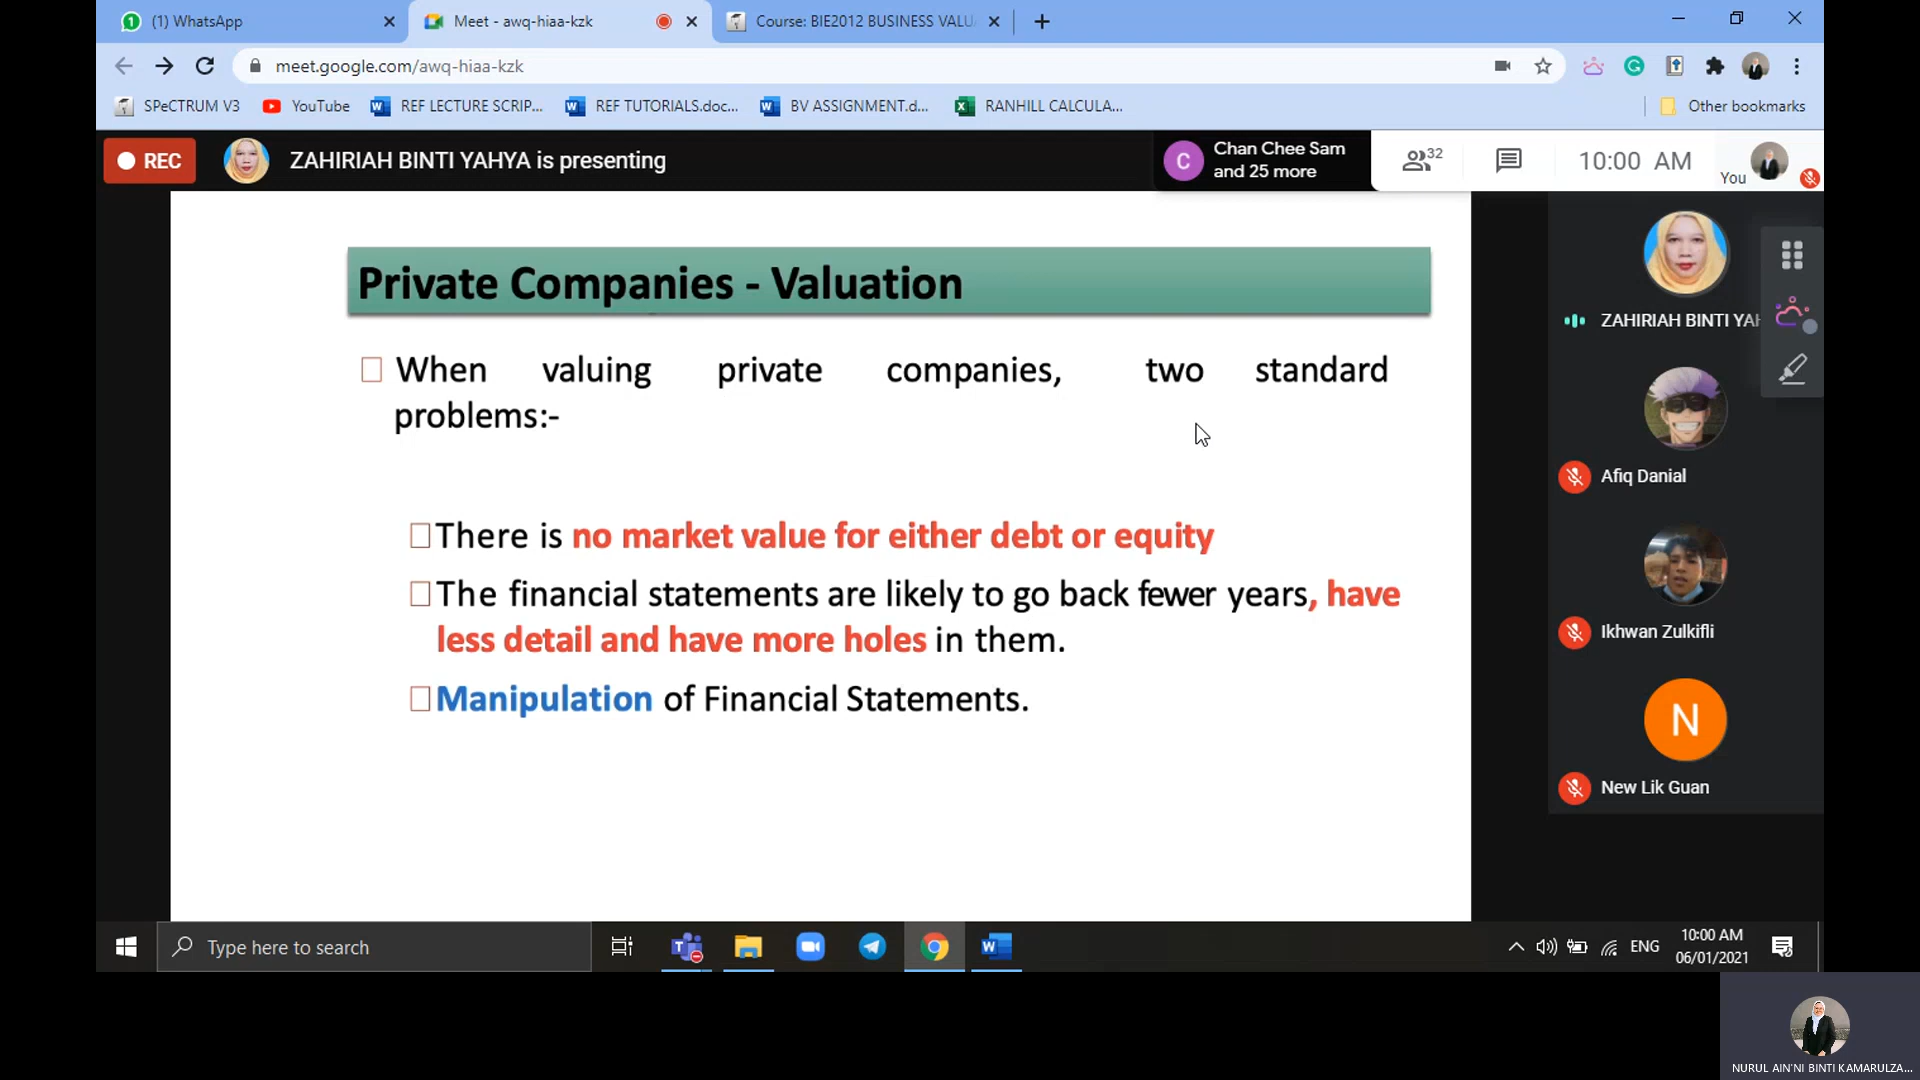 (1) WhatsApp
Meet - awq-hiaa-kzk
Course: BIE2012 BUSINESS VALU
meet.google.com/awq-hiaa-kzk
SPeCTRUM V3
YouTube
REF LECTURE SCRIP...
REF TUTORIALS.doc...
BV ASSIGNMENT.d...
RANHILL CALCULA...
Other bookmarks
REC
ZAHIRIAH BINTI YAHYA is presenting
C
Chan Chee Sam
and 25 more
32
10:00 AM
You
Private Companies - Valuation
When valuing private companies, two standard
problems:-
There is no market value for either debt or equity
The financial statements are likely to go back fewer years, have
less detail and have more holes in them.
Manipulation of Financial Statements.
ZAHIRIAH BINTI YAH
Afiq Danial
Ikhwan Zulkifli
N
New Lik Guan
Type here to search
ENG
10:00 AM
06/01/2021
NURUL AIN'NI BINTI KAMARULZA...